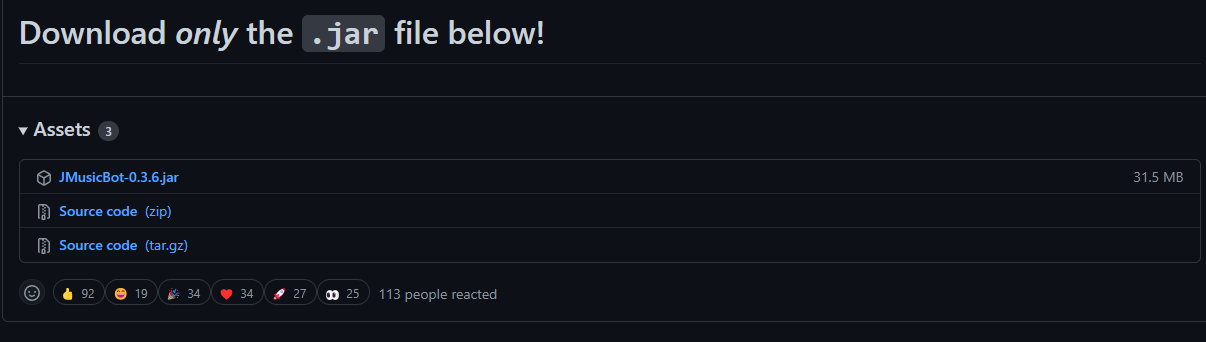 Download only the .jar file below!
Assets 3
JMusicBot-0.3.6.jar 31.5 MB
Source code (zip)
Source code (tar.gz)
92 19 34 34 27 25 113 people reacted